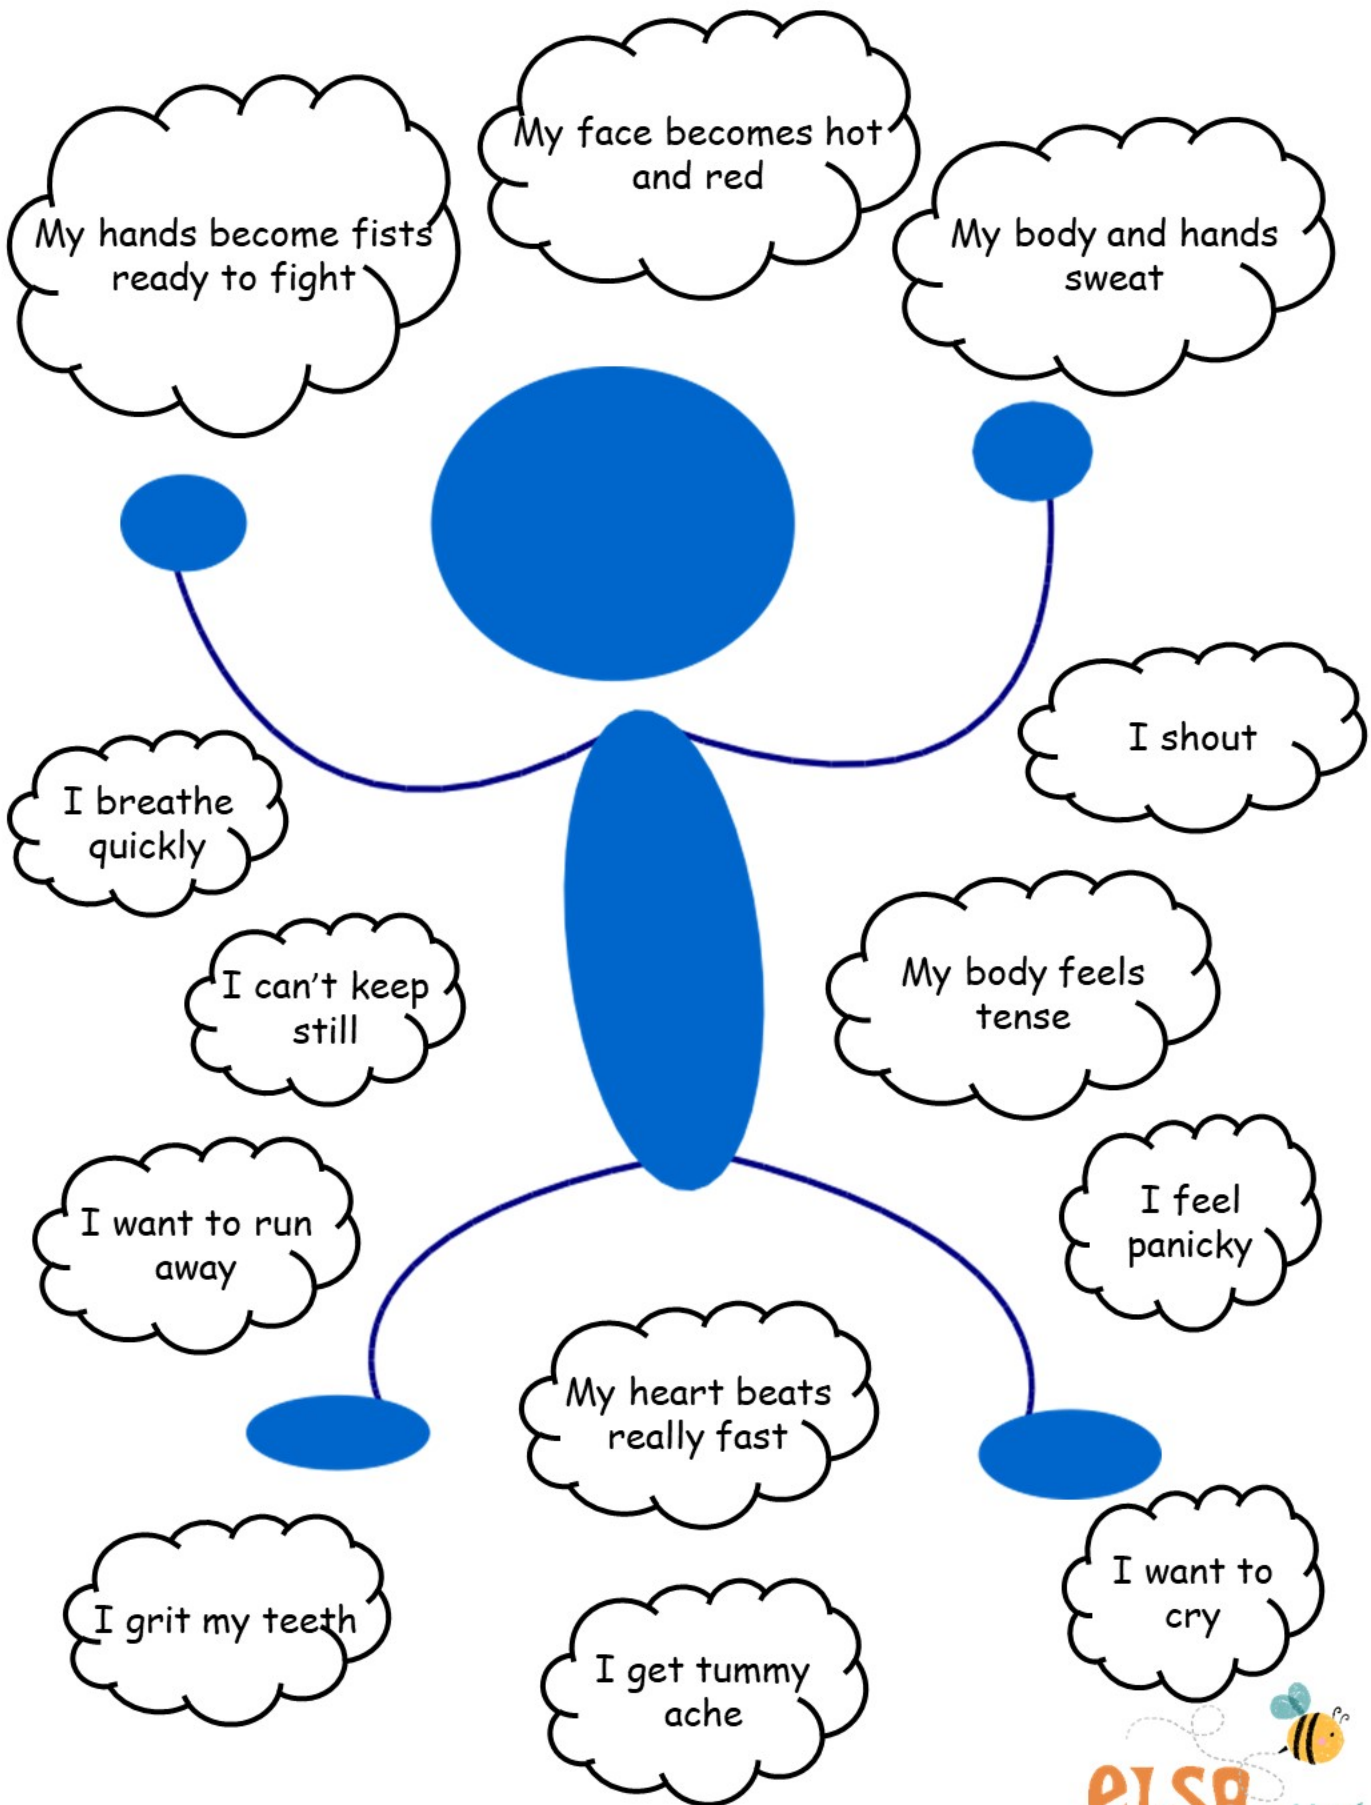 My face becomes hot
and red
My hands become fists
ready to fight
My body and hands
sweat
I shout
I breathe
quickly
My body feels
tense
I can't keep
still
I feel
panicky
I want to run
away
My heart beats
really fast
I want to
cry
I grit my teeth
I get tummy
ache
elsa